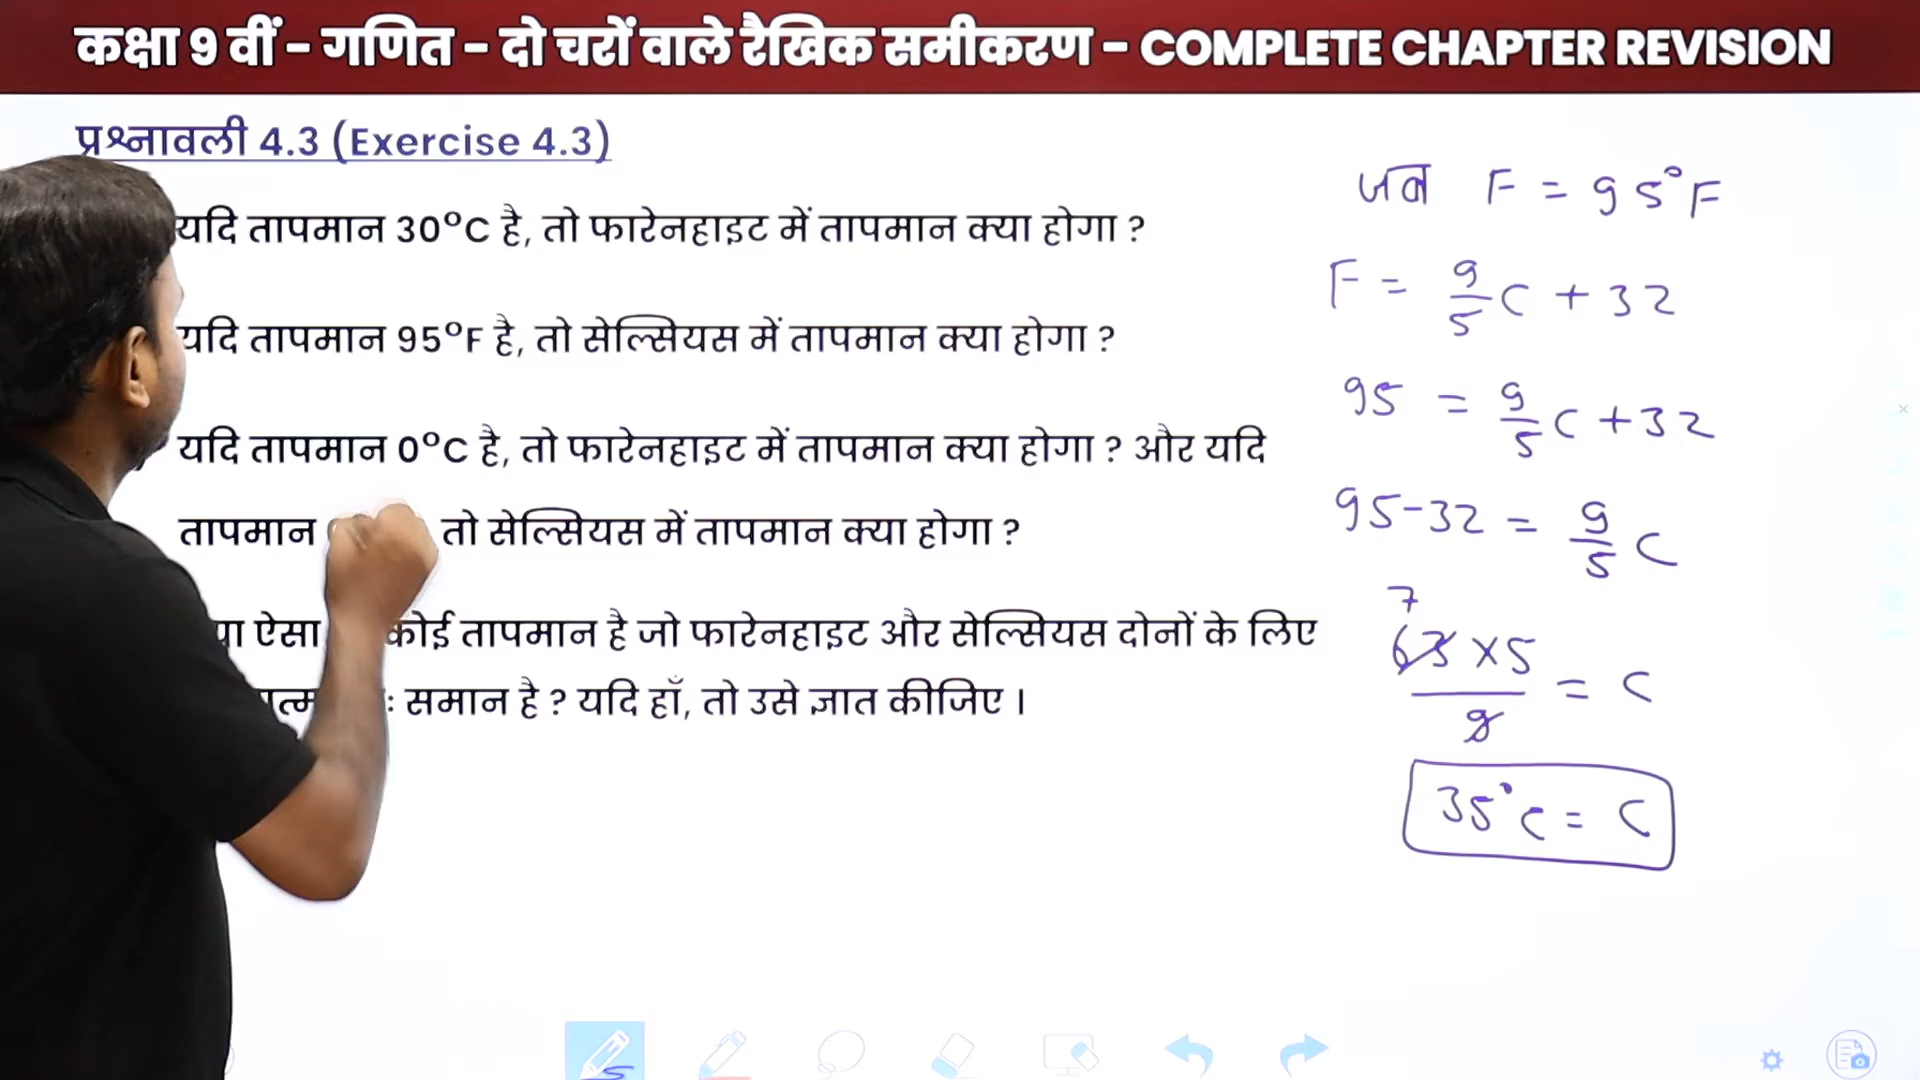 कक्षा 9 वीं – गणित – दो चरों वाले रैखिक समीकरण – COMPLETE CHAPTER REVISION
प्रश्नावली 4.3 (Exercise 4.3)
यदि तापमान 30°C है, तो फारेनहाइट में तापमान क्या होगा ?
यदि तापमान 95°F है, तो सेल्सियस में तापमान क्या होगा ?
यदि तापमान 0°C है, तो फारेनहाइट में तापमान क्या होगा ? और यदि
तापमान तो सेल्सियस में तापमान क्या होगा ?
ऐसा कोई तापमान है जो फारेनहाइट और सेल्सियस दोनों के लिए
समान है ? यदि हाँ, तो उसे ज्ञात कीजिए ।
जब F = 95°F
F = 9/5 C + 32
95 = 9/5 C + 32
95 - 32 = 9/5 C
7
63 × 5 / 9 = C
35°C = C